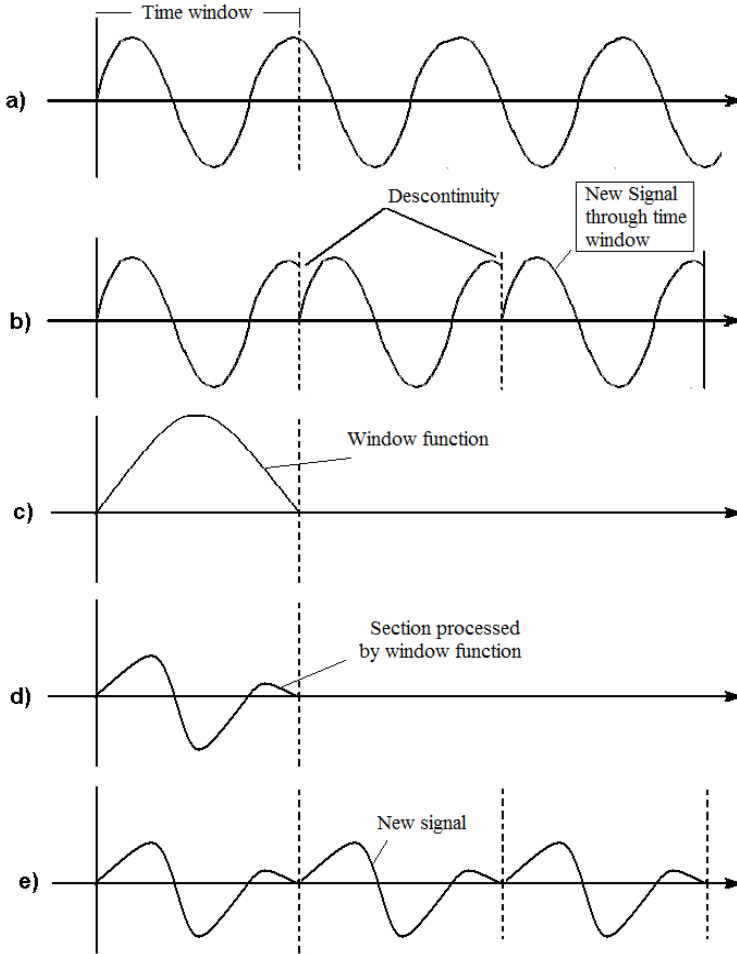 Time window
a)
Descontinuity
New Signal
through time
window
b)
Window function
c)
Section processed
by window function
d)
New signal
e)